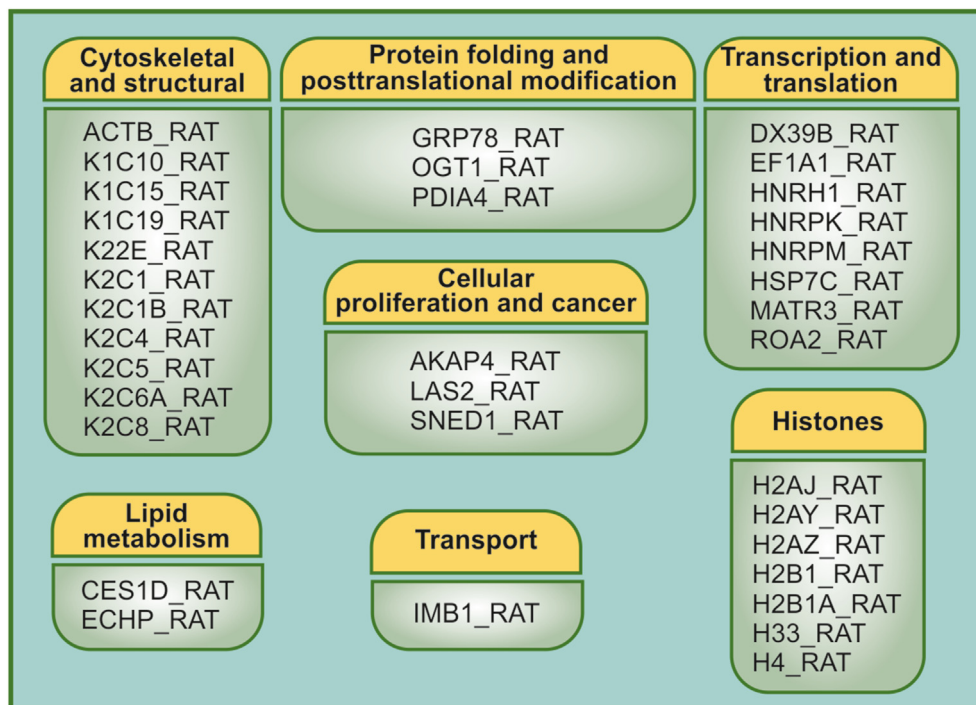 Cytoskeletal
and structural
ACTB_RAT
K1C10_RAT
K1C15_RAT
K1C19_RAT
K22E_RAT
K2C1_RAT
K2C1B_RAT
K2C4_RAT
K2C5_RAT
K2C6A_RAT
K2C8_RAT
Protein folding and
posttranslational modification
GRP78_RAT
OGT1_RAT
PDIA4_RAT
Transcription and
translation
DX39B_RAT
EF1A1_RAT
HNRH1_RAT
HNRPK_RAT
HNRPM_RAT
HSP7C_RAT
MATR3_RAT
ROA2_RAT
Cellular
proliferation and cancer
AKAP4_RAT
LAS2_RAT
SNED1_RAT
Histones
H2AJ_RAT
H2AY_RAT
H2AZ_RAT
H2B1_RAT
H2B1A_RAT
H33_RAT
H4_RAT
Lipid
metabolism
CES1D_RAT
ECHP_RAT
Transport
IMB1_RAT